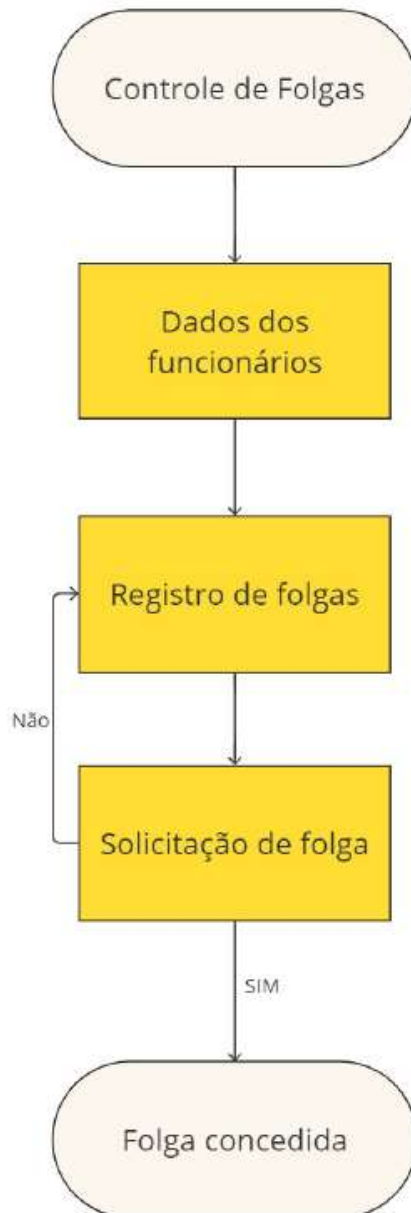 Controle de Folgas
Dados dos
funcionários
Registro de folgas
Não
Solicitação de folga
SIM
Folga concedida